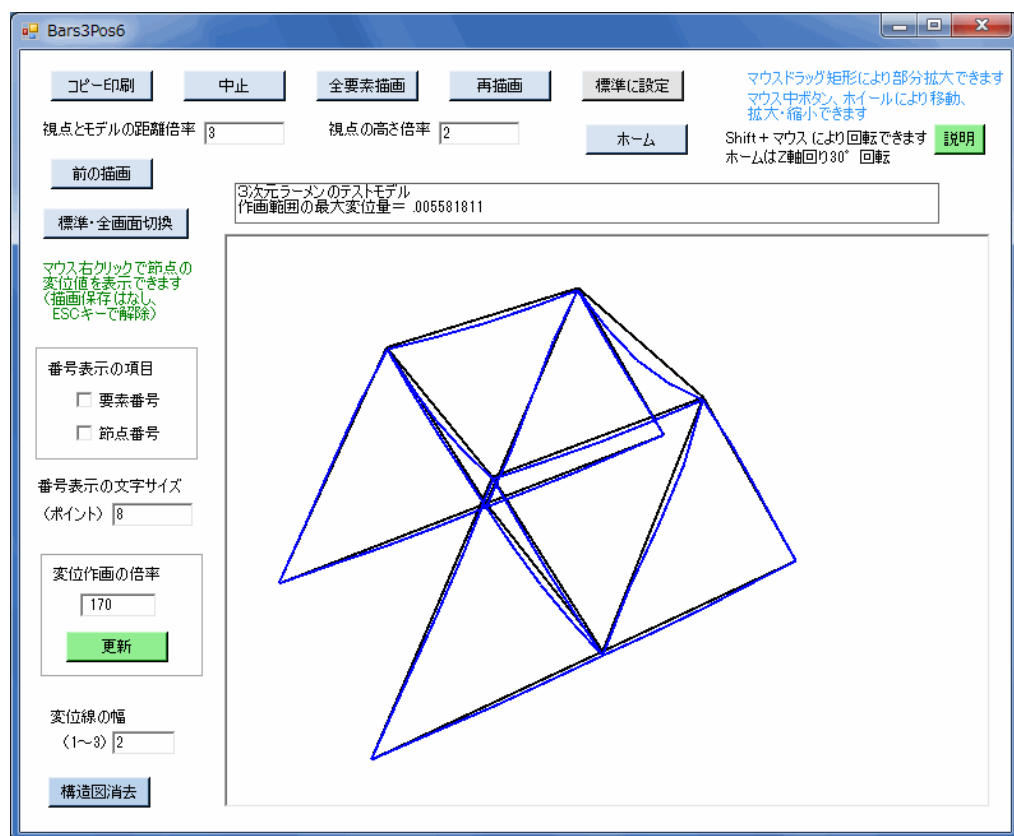 Bars3Pos6
コピー印刷
中止
全要素描画
再描画
標準に設定
マウスドラッグ矩形により部分拡大できます
マウス中ボタン、ホイールにより移動、
拡大・縮小できます
視点とモデルの距離倍率
3
視点の高さ倍率
2
ホーム
Shift+マウス により回転できます
ホームはZ軸回り30° 回転
説明
前の描画
3次元ラーメンのテストモデル
作画範囲の最大変位量= .005581811
標準・全画面切換
マウス右クリックで節点の
変位値を表示できます
(描画保存はなし、
ESCキーで解除)
番号表示の項目
要素番号
節点番号
番号表示の文字サイズ
(ポイント)
8
変位作画の倍率
170
更新
変位線の幅
(1~3)
2
構造図消去